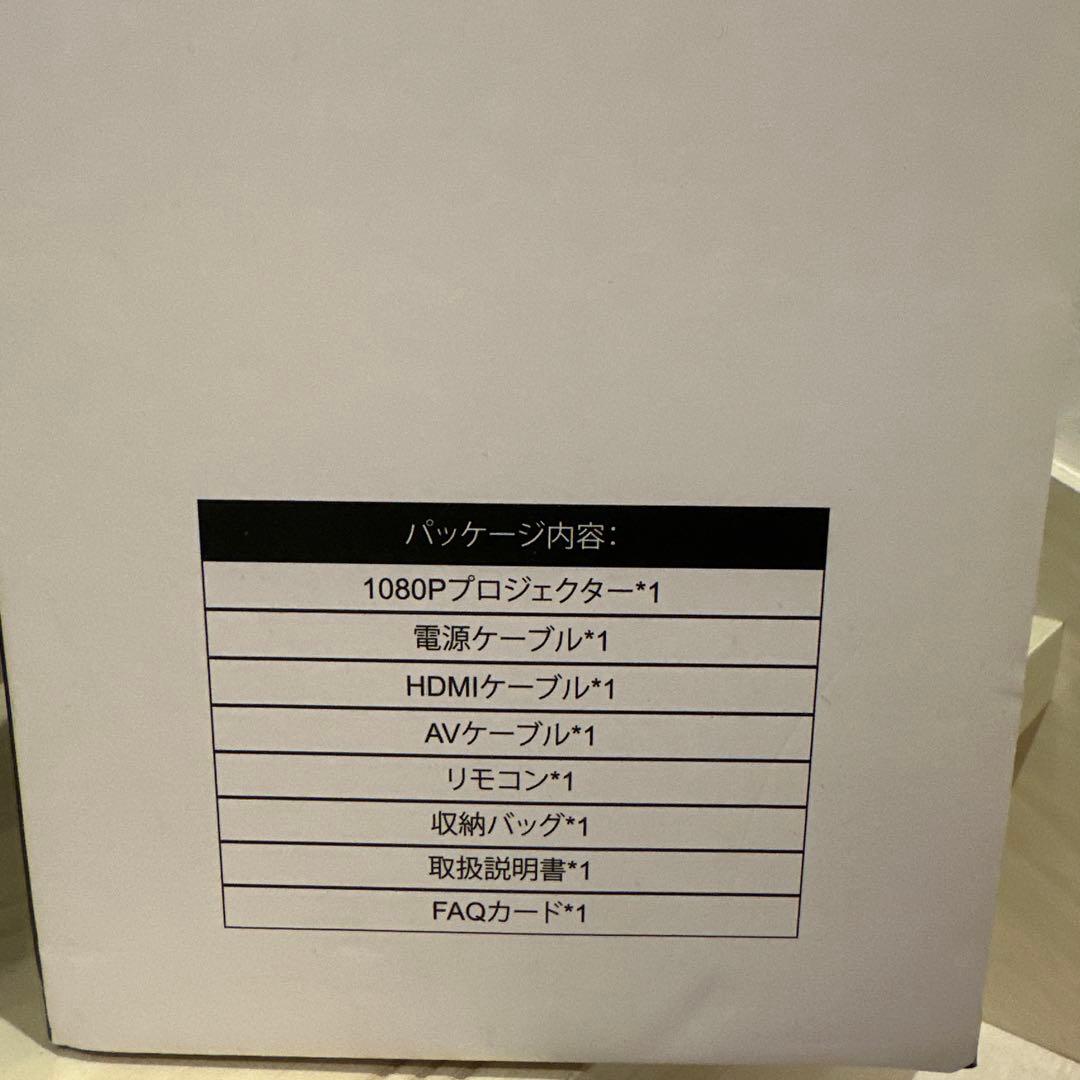 パッケージ内容：
1080Pプロジェクター*1
電源ケーブル*1
HDMIケーブル*1
AVケーブル*1
リモコン*1
収納バッグ*1
取扱説明書*1
FAQカード*1